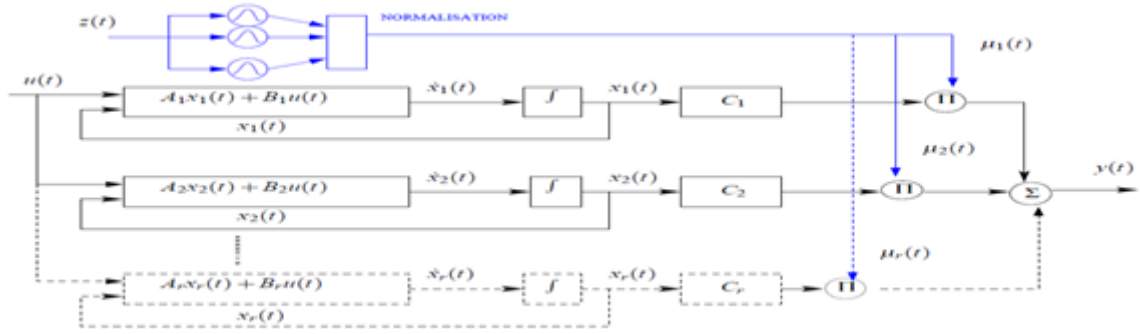 z(t)
NORMALISATION
μ₁(t)
u(t)
A₁x₁(t) + B₁u(t)
ẋ₁(t)
∫
x₁(t)
C₁
Π
x₁(t)
μ₂(t)
A₂x₂(t) + B₂u(t)
ẋ₂(t)
∫
x₂(t)
C₂
Π
Σ
y(t)
x₂(t)
μᵣ(t)
Aᵣxᵣ(t) + Bᵣu(t)
ẋᵣ(t)
∫
xᵣ(t)
Cᵣ
Π
xᵣ(t)